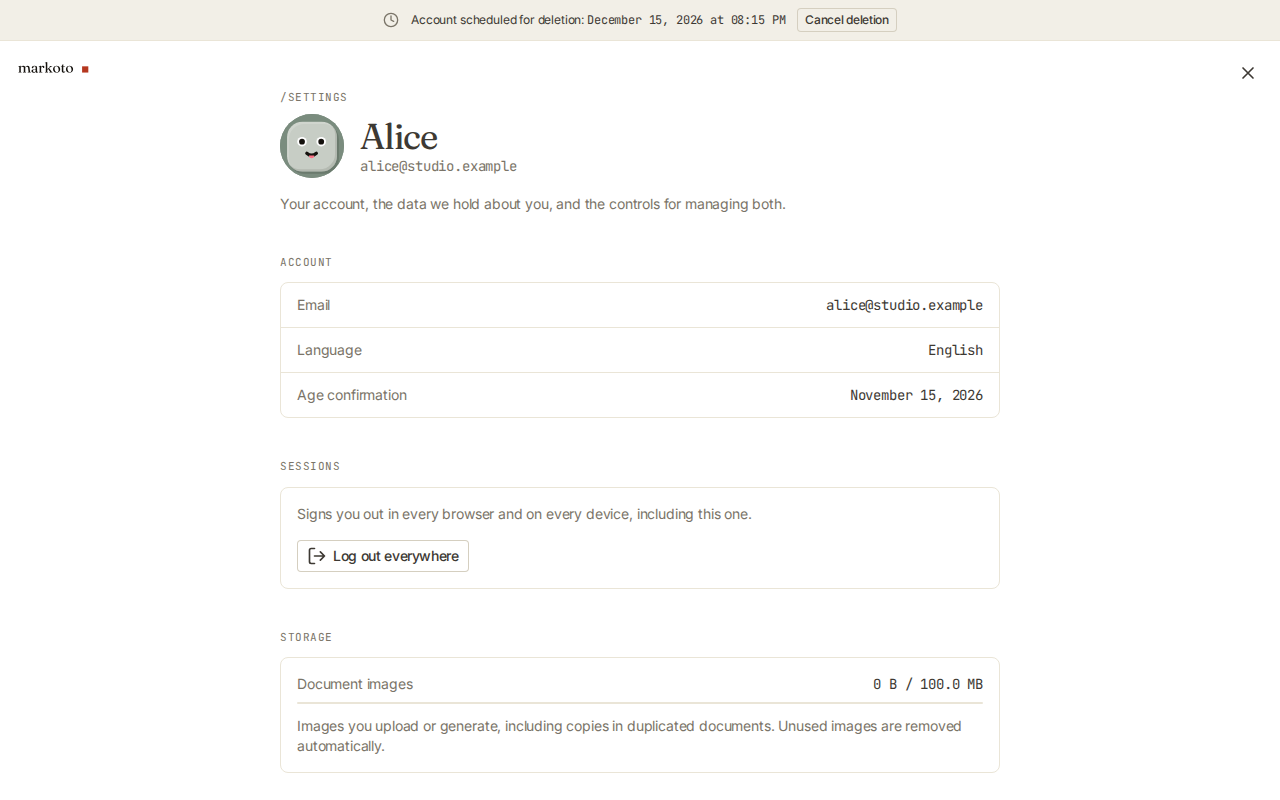 Account scheduled for deletion: December 15, 2026 at 08:15 PM Cancel deletion
markoto
/SETTINGS
Alice
alice@studio.example
Your account, the data we hold about you, and the controls for managing both.
ACCOUNT
Email alice@studio.example
Language English
Age confirmation November 15, 2026
SESSIONS
Signs you out in every browser and on every device, including this one.
Log out everywhere
STORAGE
Document images 0 B / 100.0 MB
Images you upload or generate, including copies in duplicated documents. Unused images are removed
automatically.